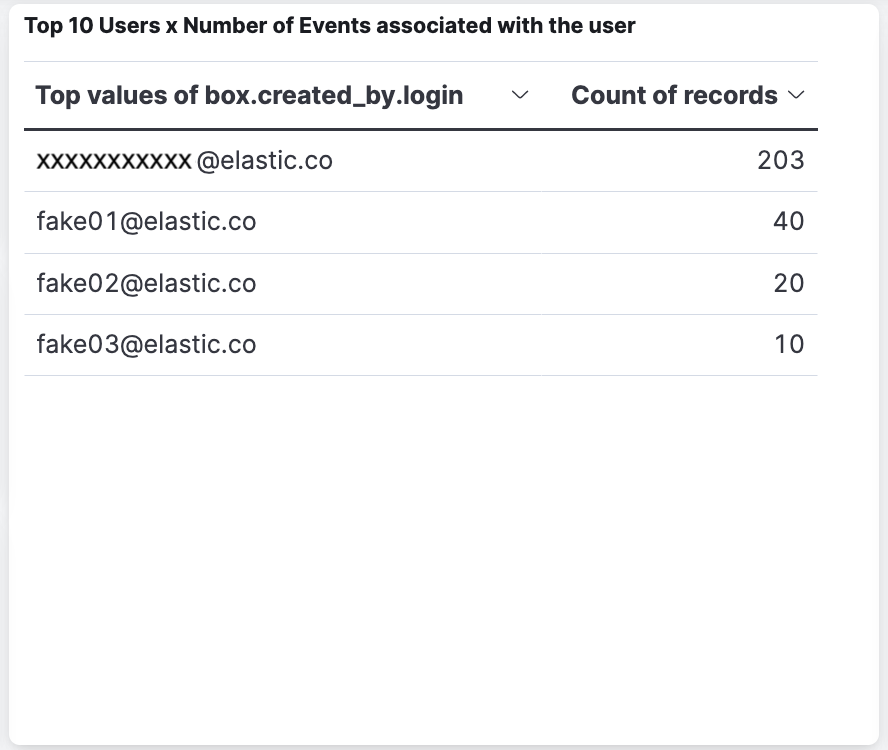 Top 10 Users x Number of Events associated with the user
Top values of box.created_by.login Count of records
xxxxxxxxxxx@elastic.co 203
fake01@elastic.co 40
fake02@elastic.co 20
fake03@elastic.co 10